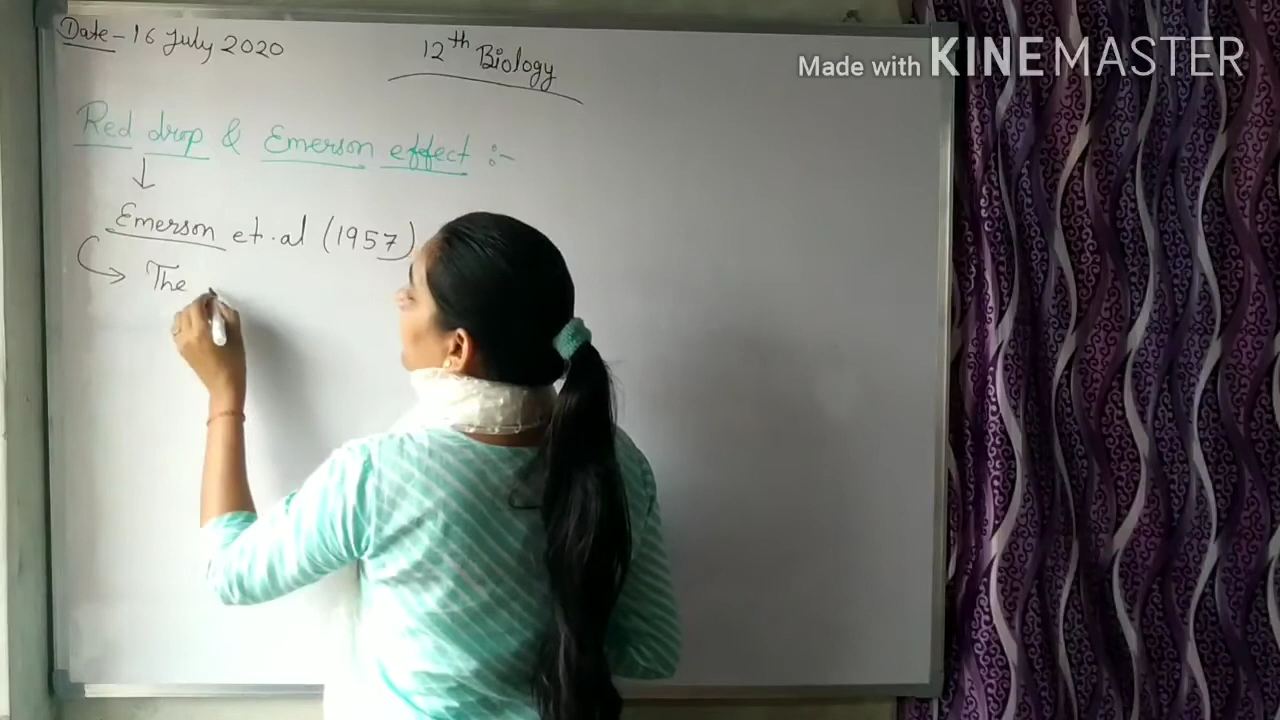 Date - 16 July 2020
12th Biology
Made with KINEMASTER
Red drop & Emerson effect :-
Emerson et.al (1957)
The